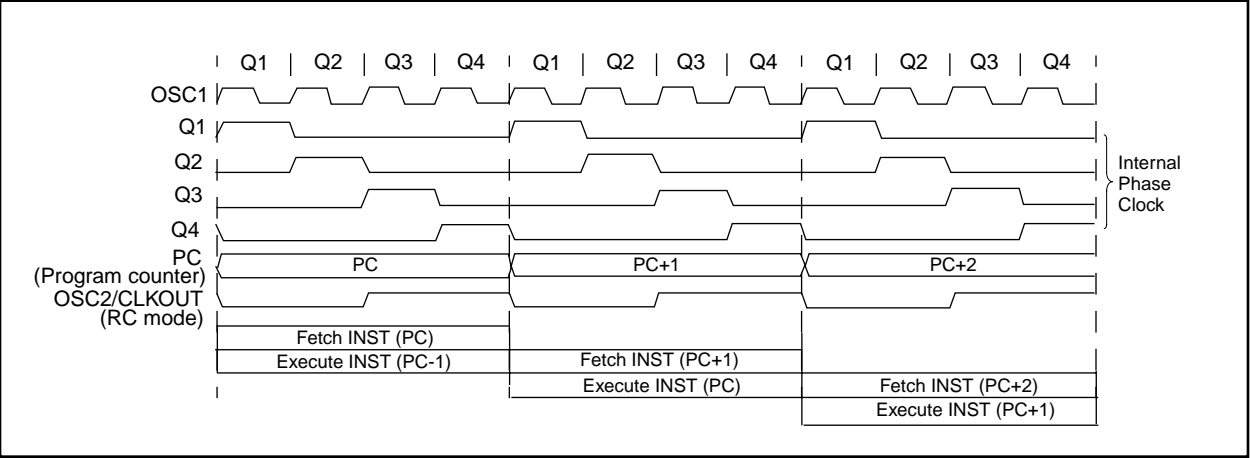 Q1 Q2 Q3 Q4 Q1 Q2 Q3 Q4 Q1 Q2 Q3 Q4
OSC1
Q1
Q2
Q3
Q4
PC
(Program counter)
OSC2/CLKOUT
(RC mode)
PC PC+1 PC+2
Internal
Phase
Clock
Fetch INST (PC)
Execute INST (PC-1) Fetch INST (PC+1)
Execute INST (PC) Fetch INST (PC+2)
Execute INST (PC+1)